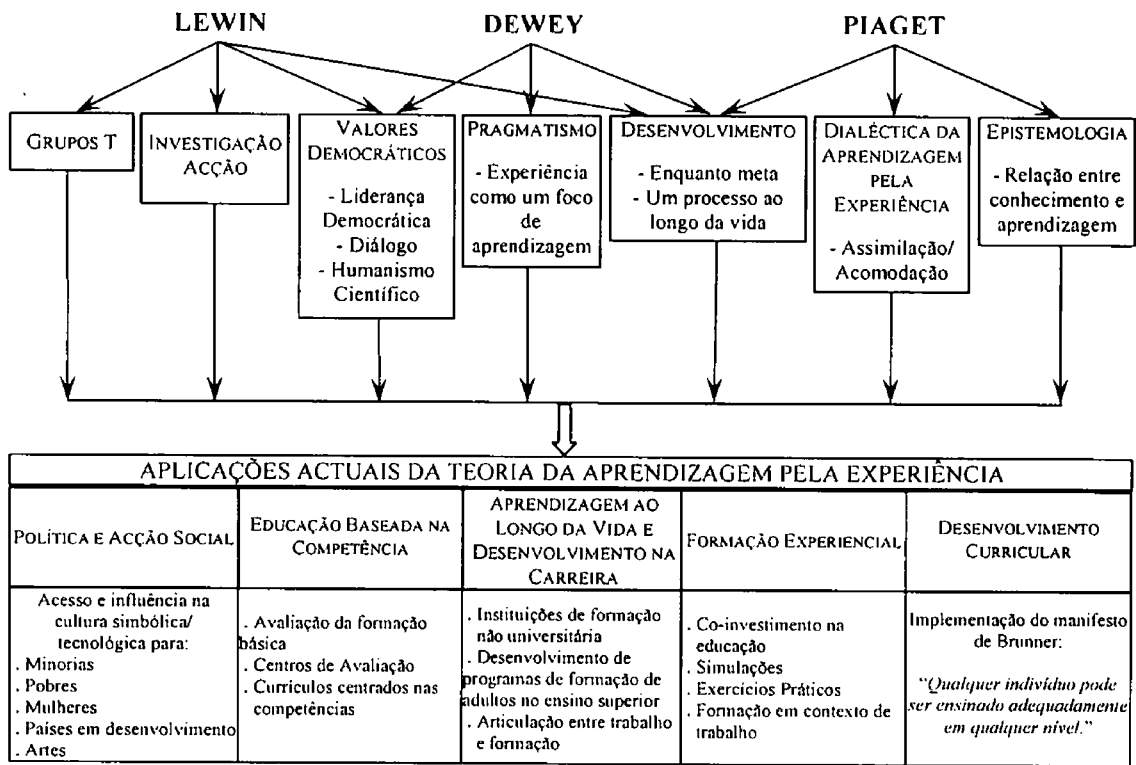 LEWIN
DEWEY
PIAGET
GRUPOS T
INVESTIGAÇÃO
ACÇÃO
VALORES
DEMOCRÁTICOS
- Liderança
Democrática
- Diálogo
- Humanismo
Científico
PRAGMATISMO
- Experiência
como um foco
de
aprendizagem
DESENVOLVIMENTO
- Enquanto meta
- Um processo ao
longo da vida
DIALÉCTICA DA
APRENDIZAGEM
PELA
EXPERIÊNCIA
- Assimilação/
Acomodação
EPISTEMOLOGIA
- Relação entre
conhecimento e
aprendizagem
APLICAÇÕES ACTUAIS DA TEORIA DA APRENDIZAGEM PELA EXPERIÊNCIA
POLÍTICA E ACÇÃO SOCIAL
EDUCAÇÃO BASEADA NA
COMPETÊNCIA
APRENDIZAGEM AO
LONGO DA VIDA E
DESENVOLVIMENTO NA
CARREIRA
FORMAÇÃO EXPERIENCIAL
DESENVOLVIMENTO
CURRICULAR
Acesso e influência na
cultura simbólica/
tecnológica para:
. Minorias
. Pobres
. Mulheres
. Países em desenvolvimento
. Artes
. Avaliação da formação
básica
. Centros de Avaliação
. Currículos centrados nas
competências
. Instituições de formação
não universitária
. Desenvolvimento de
programas de formação de
adultos no ensino superior
. Articulação entre trabalho
e formação
. Co-investimento na
educação
. Simulações
. Exercícios Práticos
. Formação em contexto de
trabalho
Implementação do manifesto
de Brunner:
"Qualquer indivíduo pode
ser ensinado adequadamente
em qualquer nível."